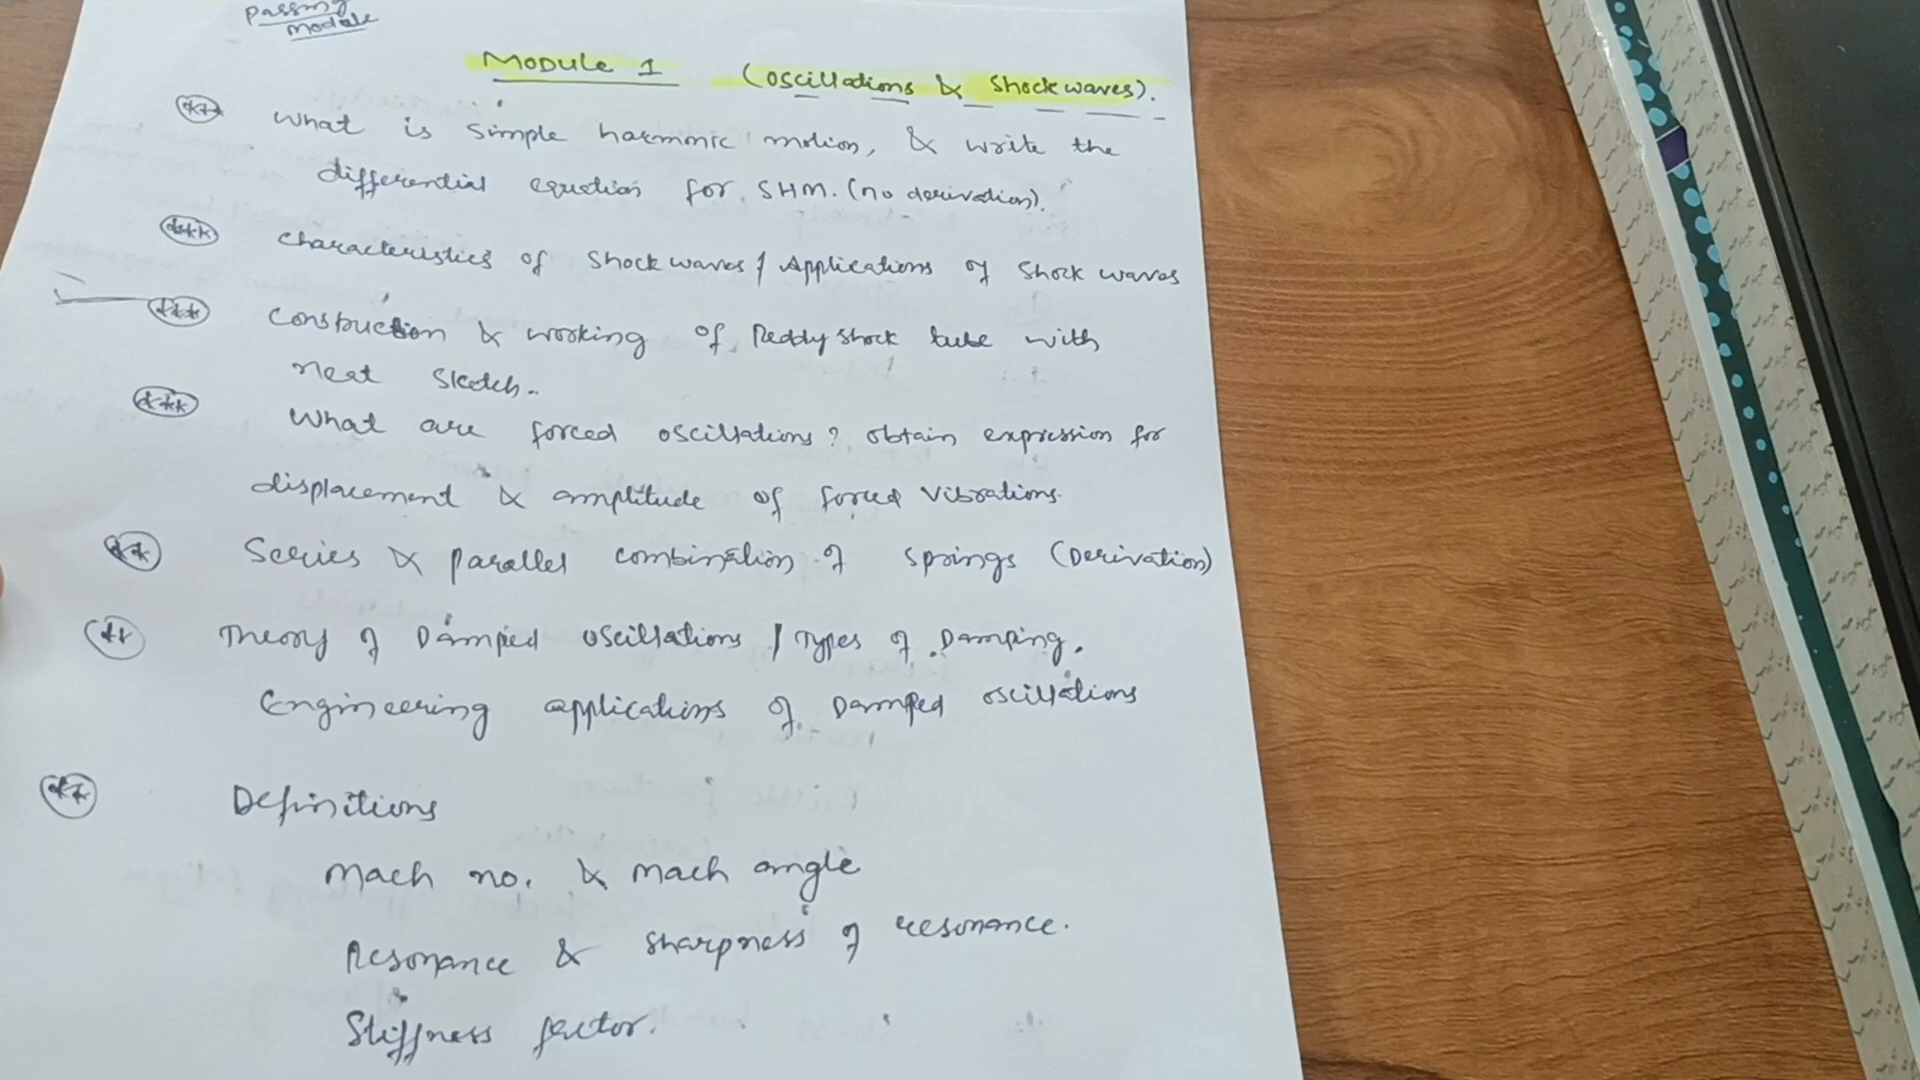 Passing
module
Module 1 (Oscillations & Shock waves).
*** What is simple harmonic motion, & write the
differential equation for SHM. (no derivation).
*** Characteristics of Shock waves / Applications of Shock waves
*** Construction & working of Reddy shock tube with
neat sketch.
*** What are forced oscillations? obtain expression for
displacement & amplitude of forced vibrations.
** Series & parallel combination of springs (Derivation)
** Theory of Damped oscillations / Types of Damping.
Engineering applications of Damped oscillations
** Definitions
Mach no. & mach angle
Resonance & sharpness of resonance.
Stiffness factor.